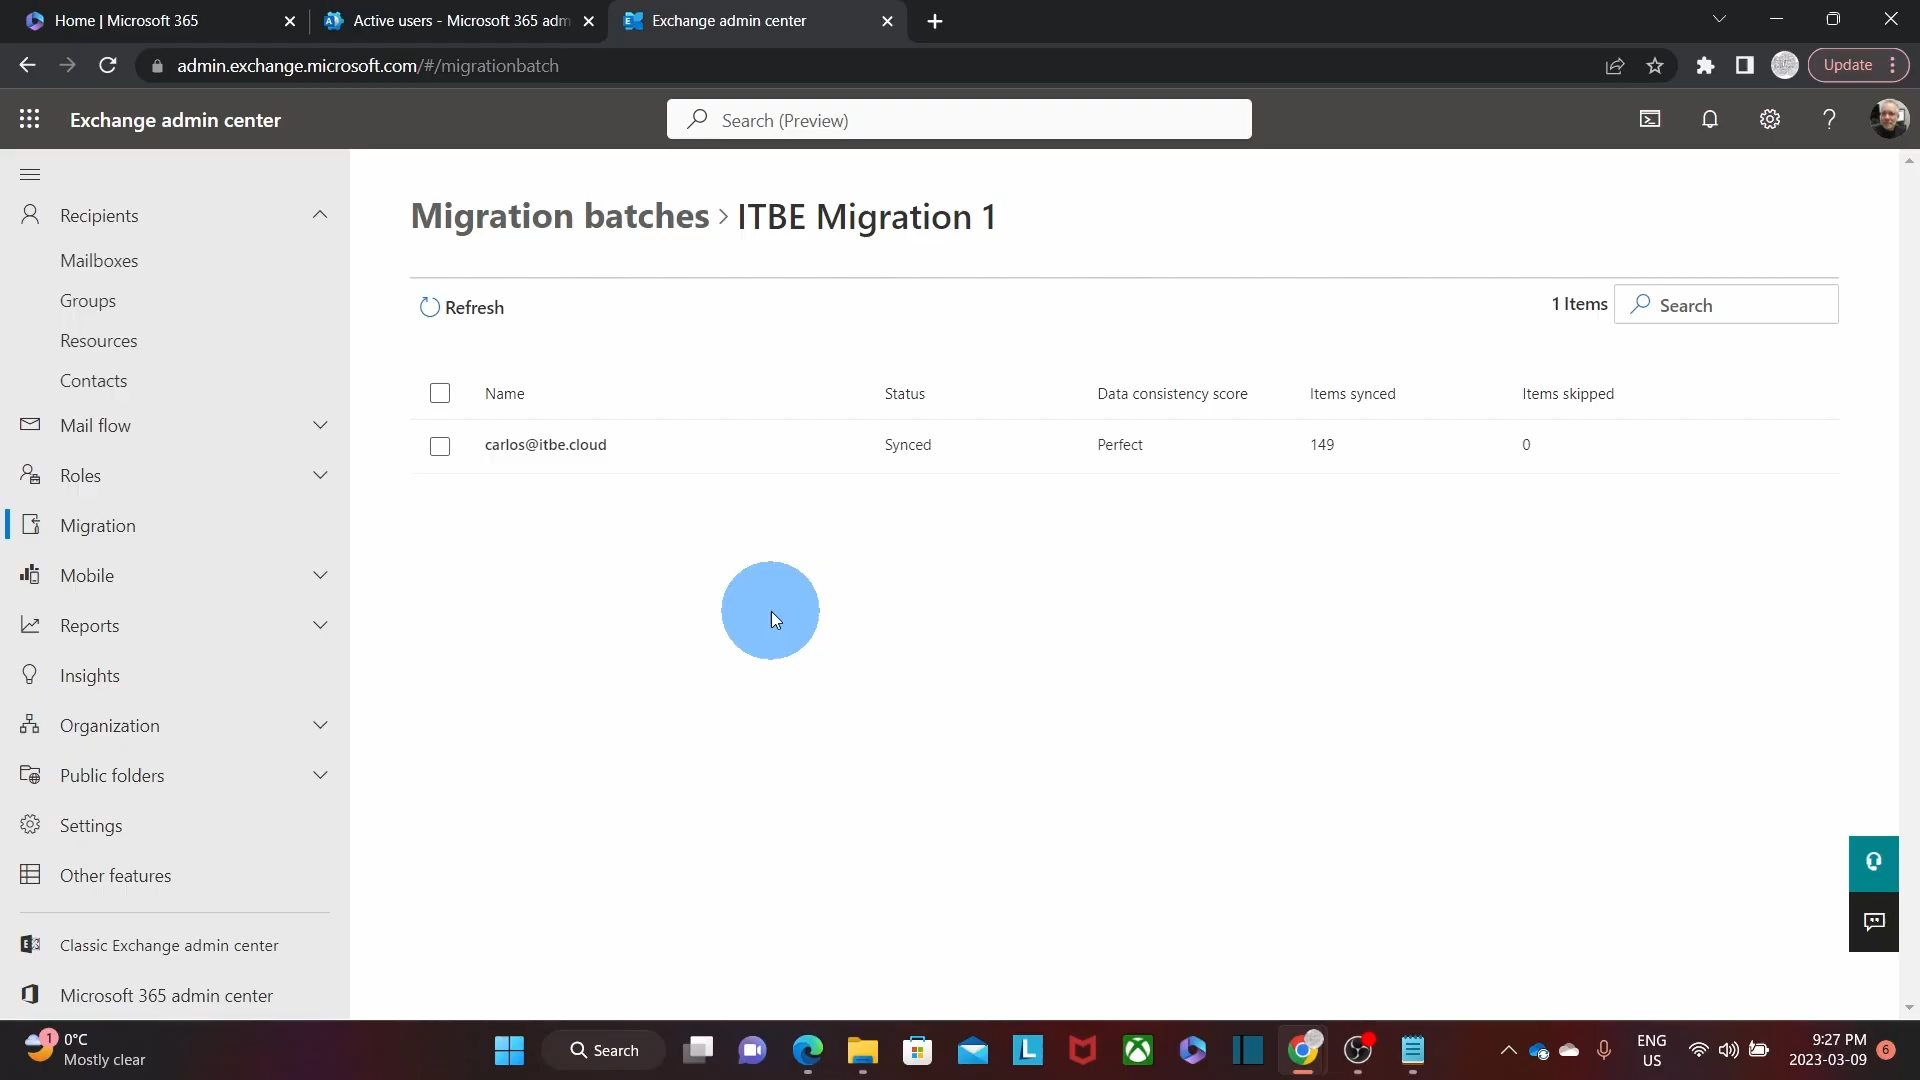 Home | Microsoft 365
Active users - Microsoft 365 adm
Exchange admin center
admin.exchange.microsoft.com/#/migrationbatch
Update
Exchange admin center
Search (Preview)
Recipients
Mailboxes
Groups
Resources
Contacts
Mail flow
Roles
Migration
Mobile
Reports
Insights
Organization
Public folders
Settings
Other features
Classic Exchange admin center
Microsoft 365 admin center
Migration batches > ITBE Migration 1
Refresh
1 Items
Search
Name Status Data consistency score Items synced Items skipped
carlos@itbe.cloud Synced Perfect 149 0
1
0°C
Mostly clear
Search
L
ENG
US
9:27 PM
2023-03-09
6